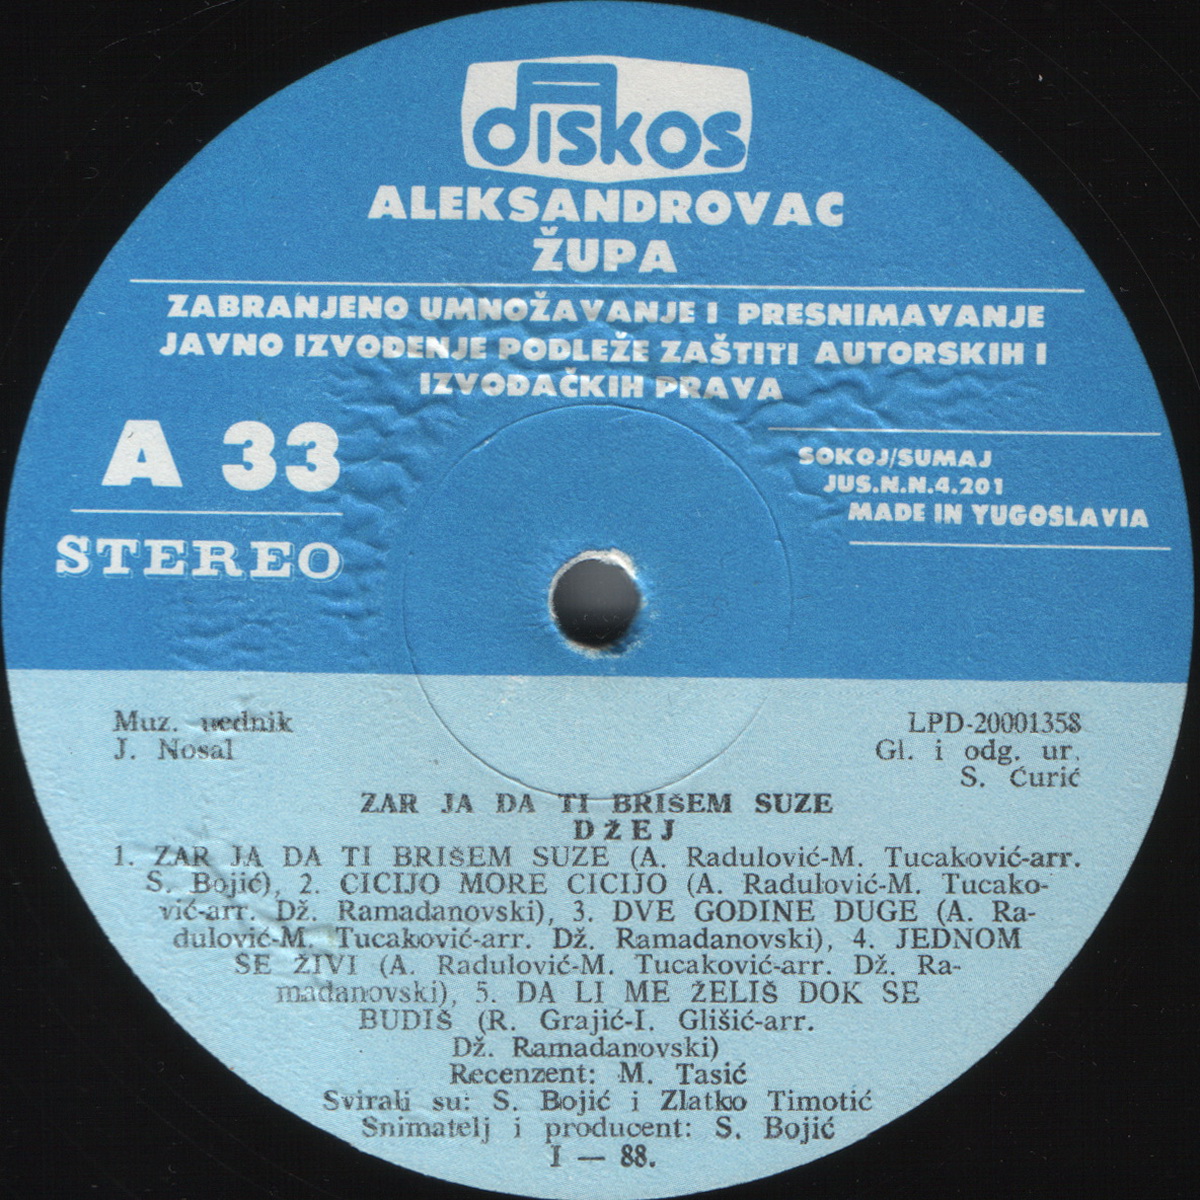 diskos
ALEKSANDROVAC
ŽUPA
ZABRANJENO UMNOŽAVANJE I PRESNIMAVANJE
JAVNO IZVOĐENJE PODLEŽE ZAŠTITI AUTORSKIH I
IZVOĐAČKIH PRAVA
A 33
STEREO
SOKOJ/SUMAJ
JUS.N.N.4.201
MADE IN YUGOSLAVIA
Muz. urednik
J. Nosal
LPD-20001358
Gl. i odg. ur.
S. Ćurić
ZAR JA DA TI BRIŠEM SUZE
DŽEJ
1. ZAR JA DA TI BRIŠEM SUZE (A. Radulović-M. Tucaković-arr.
S. Bojić), 2. CICIJO MORE CICIJO (A. Radulović-M. Tucako-
vić-arr. Dž. Ramadanovski), 3. DVE GODINE DUGE (A. Ra-
dulović-M. Tucaković-arr. Dž. Ramadanovski), 4. JEDNOM
SE ŽIVI (A. Radulović-M. Tucaković-arr. Dž. Ra-
madanovski), 5. DA LI ME ŽELIŠ DOK SE
BUDIŠ (R. Grajić-I. Glišić-arr.
Dž. Ramadanovski)
Recenzent: M. Tasić
Svirali su: S. Bojić i Zlatko Timotić
Snimatelj i producent: S. Bojić
I — 88.